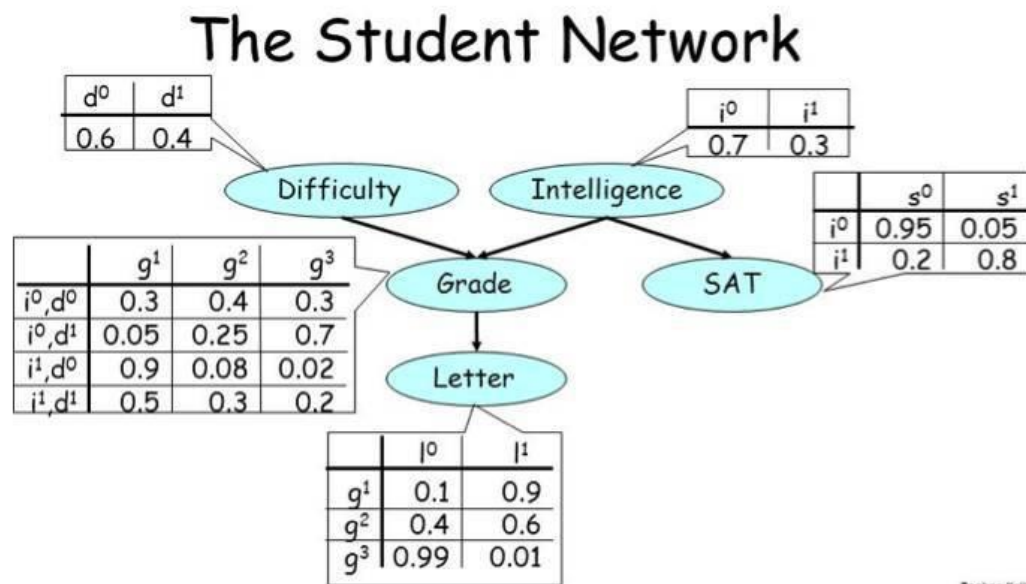 The Student Network
d⁰ d¹
0.6 0.4
i⁰ i¹
0.7 0.3
Difficulty
Intelligence
s⁰ s¹
i⁰ 0.95 0.05
i¹ 0.2 0.8
g¹ g² g³
i⁰,d⁰ 0.3 0.4 0.3
i⁰,d¹ 0.05 0.25 0.7
i¹,d⁰ 0.9 0.08 0.02
i¹,d¹ 0.5 0.3 0.2
Grade
SAT
Letter
l⁰ l¹
g¹ 0.1 0.9
g² 0.4 0.6
g³ 0.99 0.01